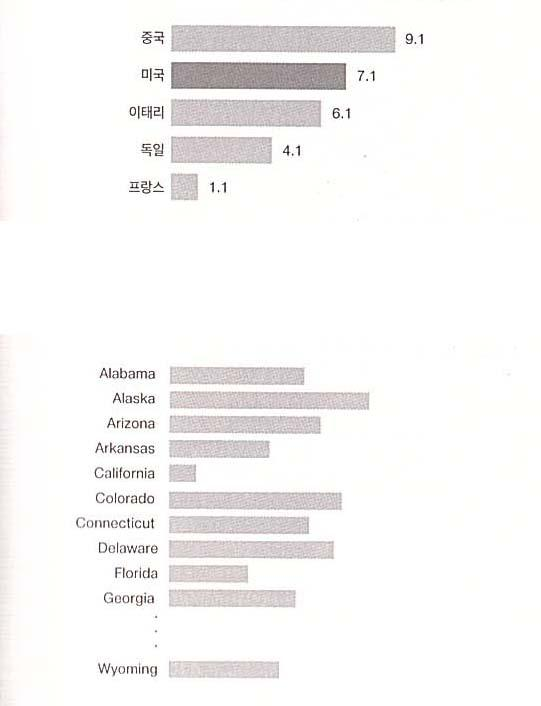 중국 9.1
미국 7.1
이태리 6.1
독일 4.1
프랑스 1.1
Alabama
Alaska
Arizona
Arkansas
California
Colorado
Connecticut
Delaware
Florida
Georgia
.
.
.
Wyoming